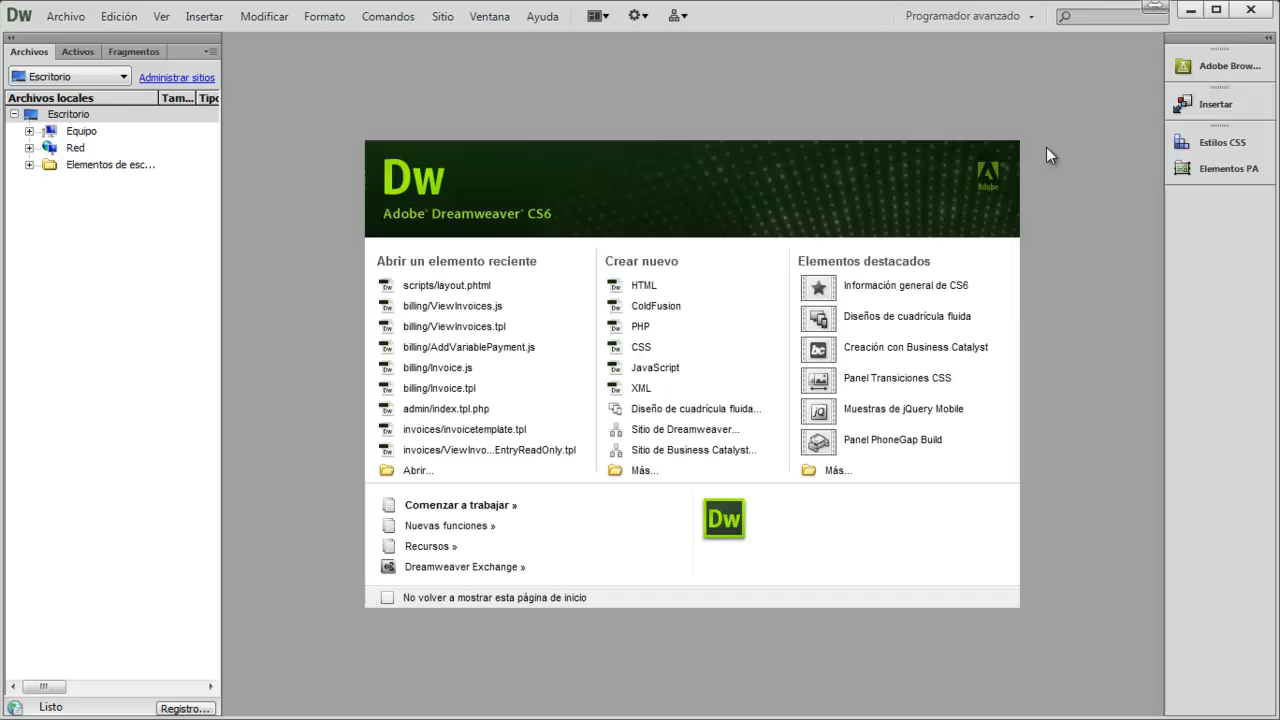 Dw Archivo Edición Ver Insertar Modificar Formato Comandos Sitio Ventana Ayuda Programador avanzado
Archivos Activos Fragmentos
Escritorio Administrar sitios
Archivos locales Tam... Tipo
Escritorio
Equipo
Red
Elementos de esc...
Listo Registro...
Dw
Adobe® Dreamweaver® CS6
Adobe
Abrir un elemento reciente
scripts/layout.phtml
billing/ViewInvoices.js
billing/ViewInvoices.tpl
billing/AddVariablePayment.js
billing/Invoice.js
billing/Invoice.tpl
admin/index.tpl.php
invoices/invoicetemplate.tpl
invoices/ViewInvo...EntryReadOnly.tpl
Abrir...
Crear nuevo
HTML
ColdFusion
PHP
CSS
JavaScript
XML
Diseño de cuadrícula fluida...
Sitio de Dreamweaver...
Sitio de Business Catalyst...
Más...
Elementos destacados
Información general de CS6
Diseños de cuadrícula fluida
bc Creación con Business Catalyst
Panel Transiciones CSS
jQ Muestras de jQuery Mobile
Panel PhoneGap Build
Más...
Comenzar a trabajar »
Nuevas funciones »
Recursos »
Dreamweaver Exchange »
Dw
No volver a mostrar esta página de inicio
Adobe Brow...
Insertar
Estilos CSS
Elementos PA